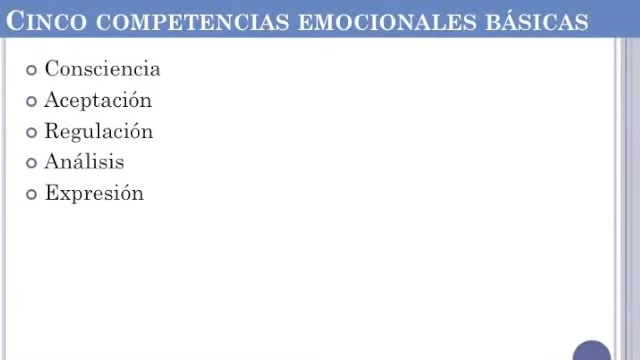 CINCO COMPETENCIAS EMOCIONALES BÁSICAS
Consciencia
Aceptación
Regulación
Análisis
Expresión